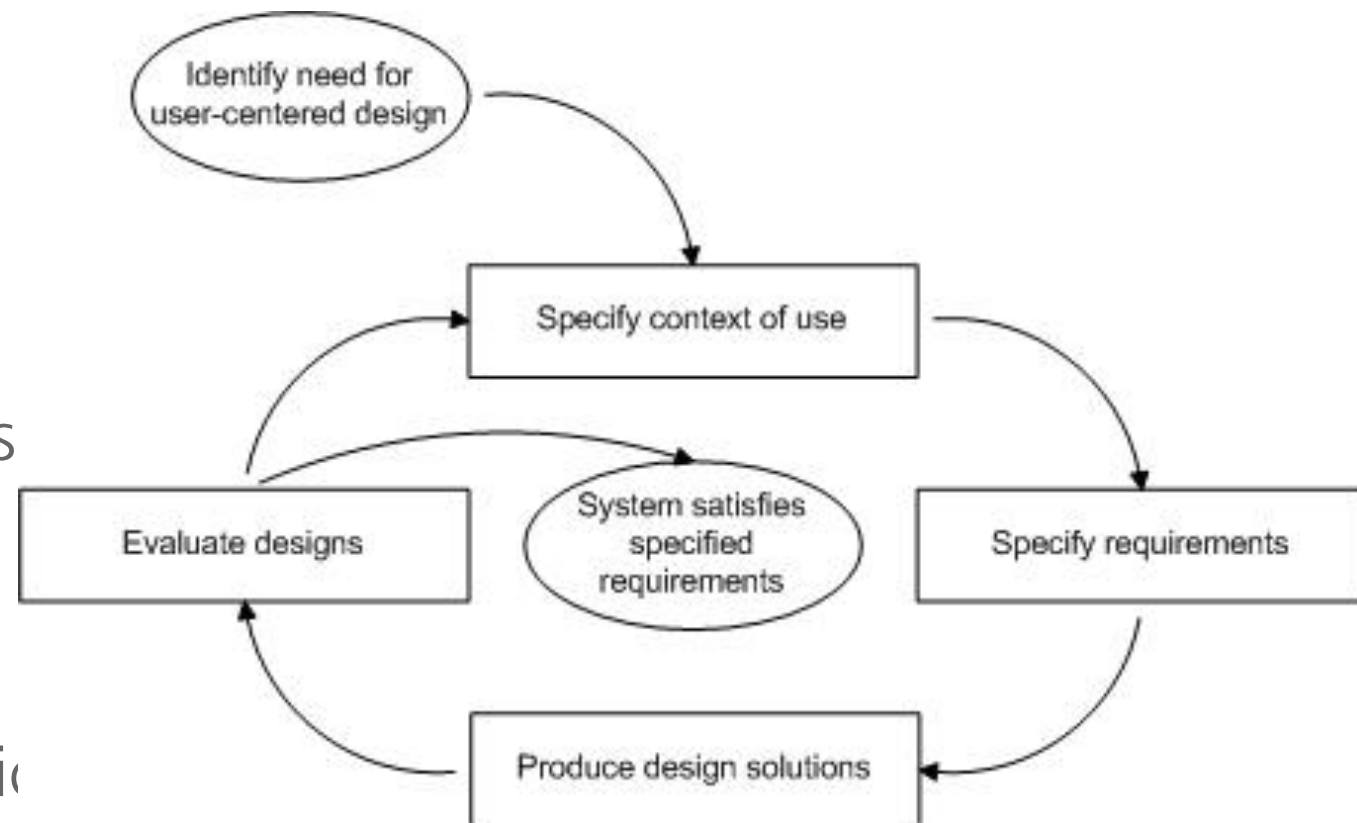 Identify need for
user-centered design
Specify context of use
s
Evaluate designs
System satisfies
specified
requirements
Specify requirements
Produce design solutions